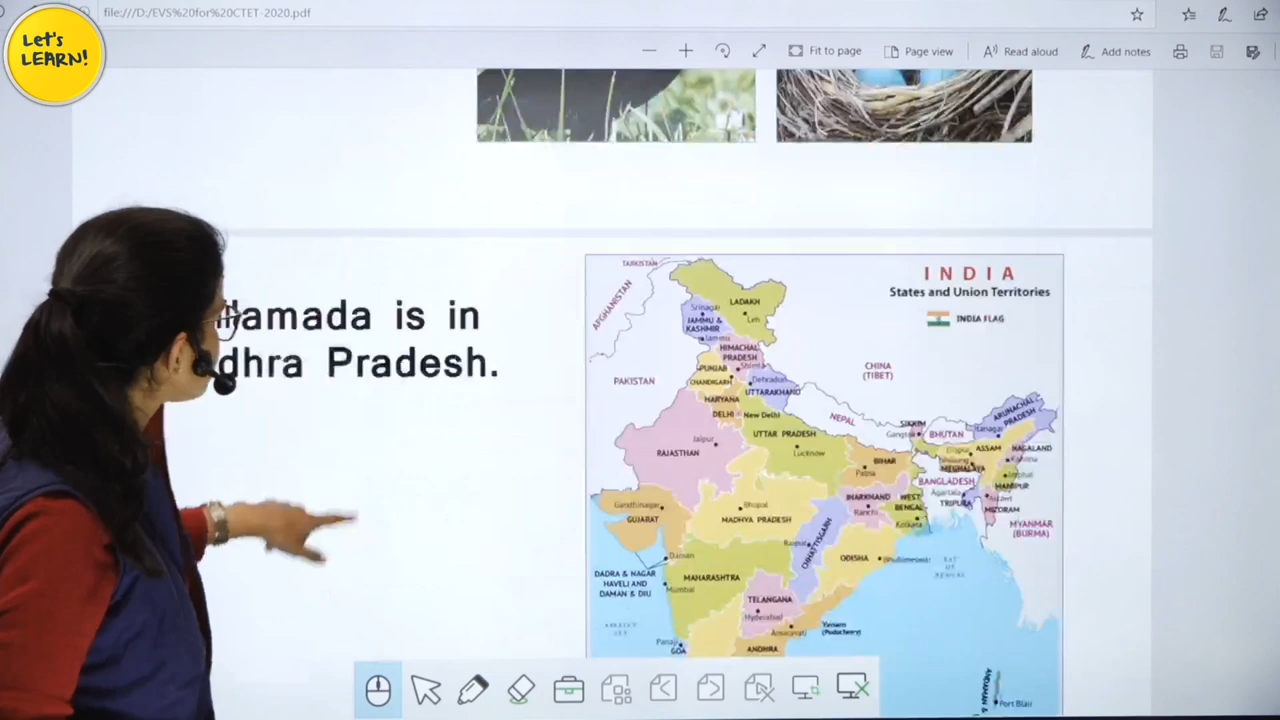 file:///D:/EVS%20for%20CTET-2020.pdf
Let's
LEARN!
Fit to page
Page view
Read aloud
Add notes
is in
Pradesh.
INDIA
States and Union Territories
INDIA FLAG
AFGHANISTAN
LADAKH
Leh
Srinagar
JAMMU &
KASHMIR
Jammu
HIMACHAL
PRADESH
Shimla
PUNJAB
CHANDIGARH
Dehradun
UTTARAKHAND
PAKISTAN
CHINA
(TIBET)
HARYANA
DELHI
New Delhi
NEPAL
SIKKIM
Gangtok
BHUTAN
ARUNACHAL
PRADESH
Itanagar
ASSAM
NAGALAND
MEGHALAYA
MANIPUR
BANGLADESH
Agartala
TRIPURA
MIZORAM
MYANMAR
(BURMA)
Jaipur
RAJASTHAN
UTTAR PRADESH
Lucknow
BIHAR
Patna
JHARKHAND
Ranchi
WEST
BENGAL
Kolkata
Gandhinagar
GUJARAT
Bhopal
MADHYA PRADESH
CHHATTISGARH
ODISHA
Bhubaneswar
Daman
DADRA & NAGAR
HAVELI AND
DAMAN & DIU
MAHARASHTRA
Mumbai
TELANGANA
Hyderabad
Amaravati
Yanam
(Puducherry)
Panaji
GOA
ANDHRA
Port Blair